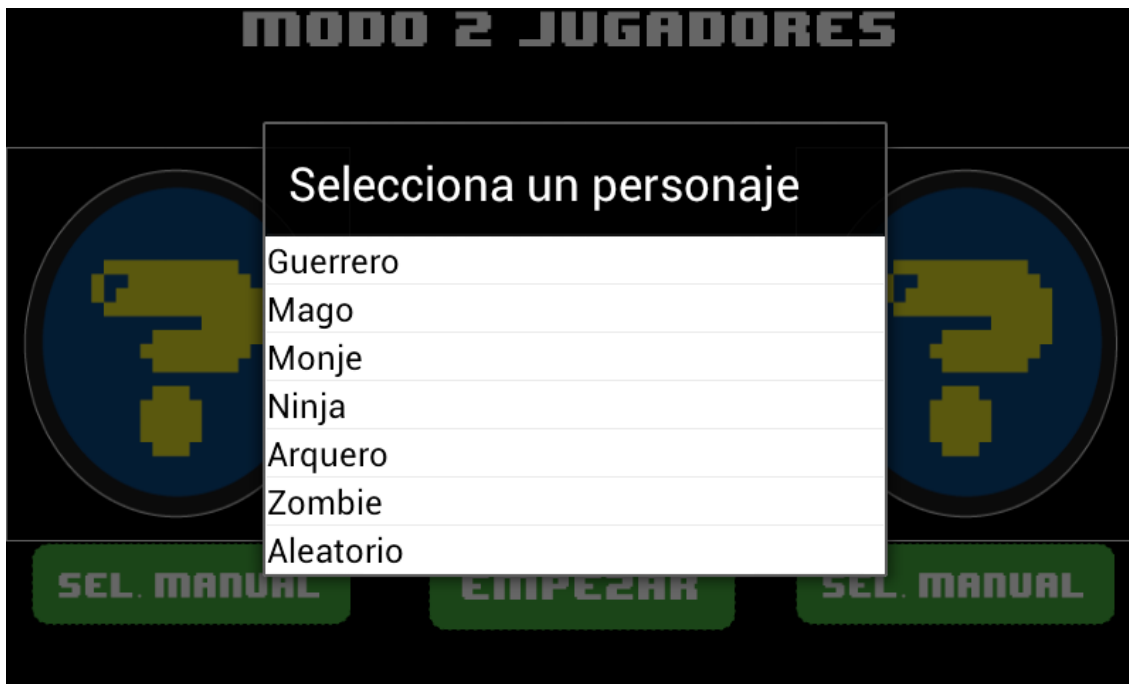 MODO 2 JUGADORES
Selecciona un personaje
Guerrero
Mago
Monje
Ninja
Arquero
Zombie
Aleatorio
SEL. MANUAL
EMPEZAR
SEL. MANUAL